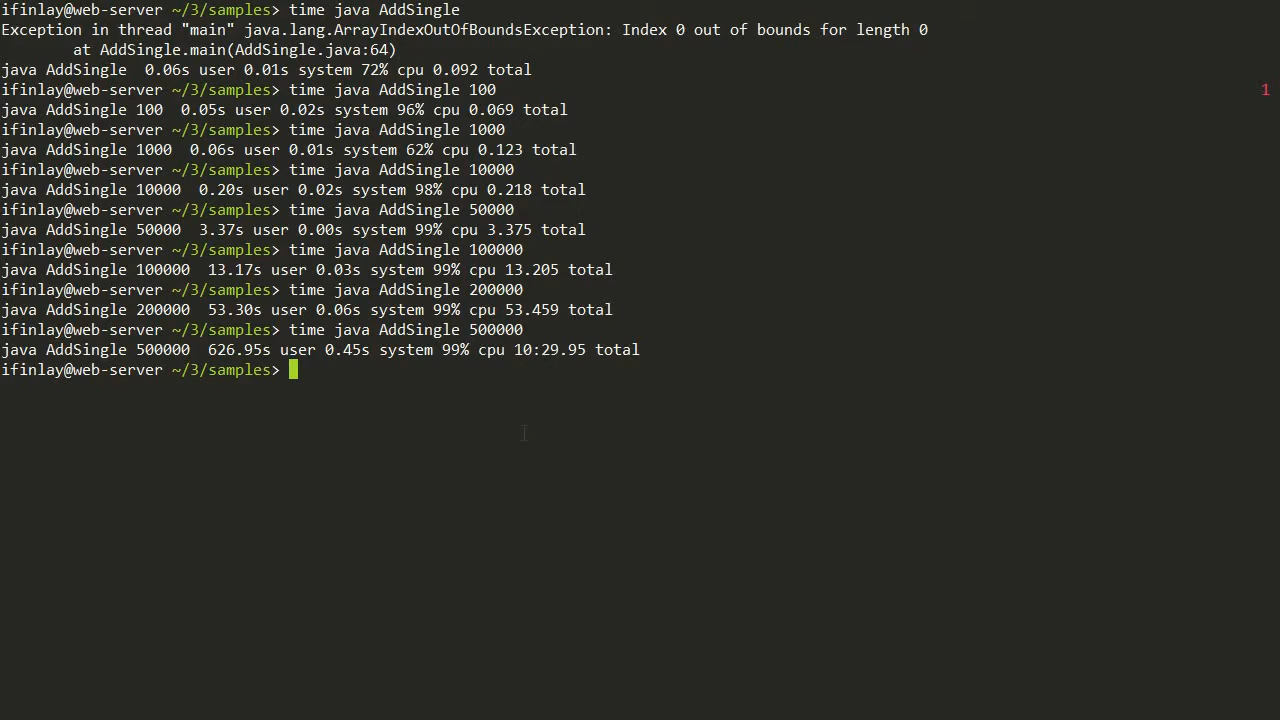 ifinlay@web-server ~/3/samples> time java AddSingle
Exception in thread "main" java.lang.ArrayIndexOutOfBoundsException: Index 0 out of bounds for length 0
        at AddSingle.main(AddSingle.java:64)
java AddSingle  0.06s user 0.01s system 72% cpu 0.092 total
ifinlay@web-server ~/3/samples> time java AddSingle 100
1
java AddSingle 100  0.05s user 0.02s system 96% cpu 0.069 total
ifinlay@web-server ~/3/samples> time java AddSingle 1000
java AddSingle 1000  0.06s user 0.01s system 62% cpu 0.123 total
ifinlay@web-server ~/3/samples> time java AddSingle 10000
java AddSingle 10000  0.20s user 0.02s system 98% cpu 0.218 total
ifinlay@web-server ~/3/samples> time java AddSingle 50000
java AddSingle 50000  3.37s user 0.00s system 99% cpu 3.375 total
ifinlay@web-server ~/3/samples> time java AddSingle 100000
java AddSingle 100000  13.17s user 0.03s system 99% cpu 13.205 total
ifinlay@web-server ~/3/samples> time java AddSingle 200000
java AddSingle 200000  53.30s user 0.06s system 99% cpu 53.459 total
ifinlay@web-server ~/3/samples> time java AddSingle 500000
java AddSingle 500000  626.95s user 0.45s system 99% cpu 10:29.95 total
ifinlay@web-server ~/3/samples>